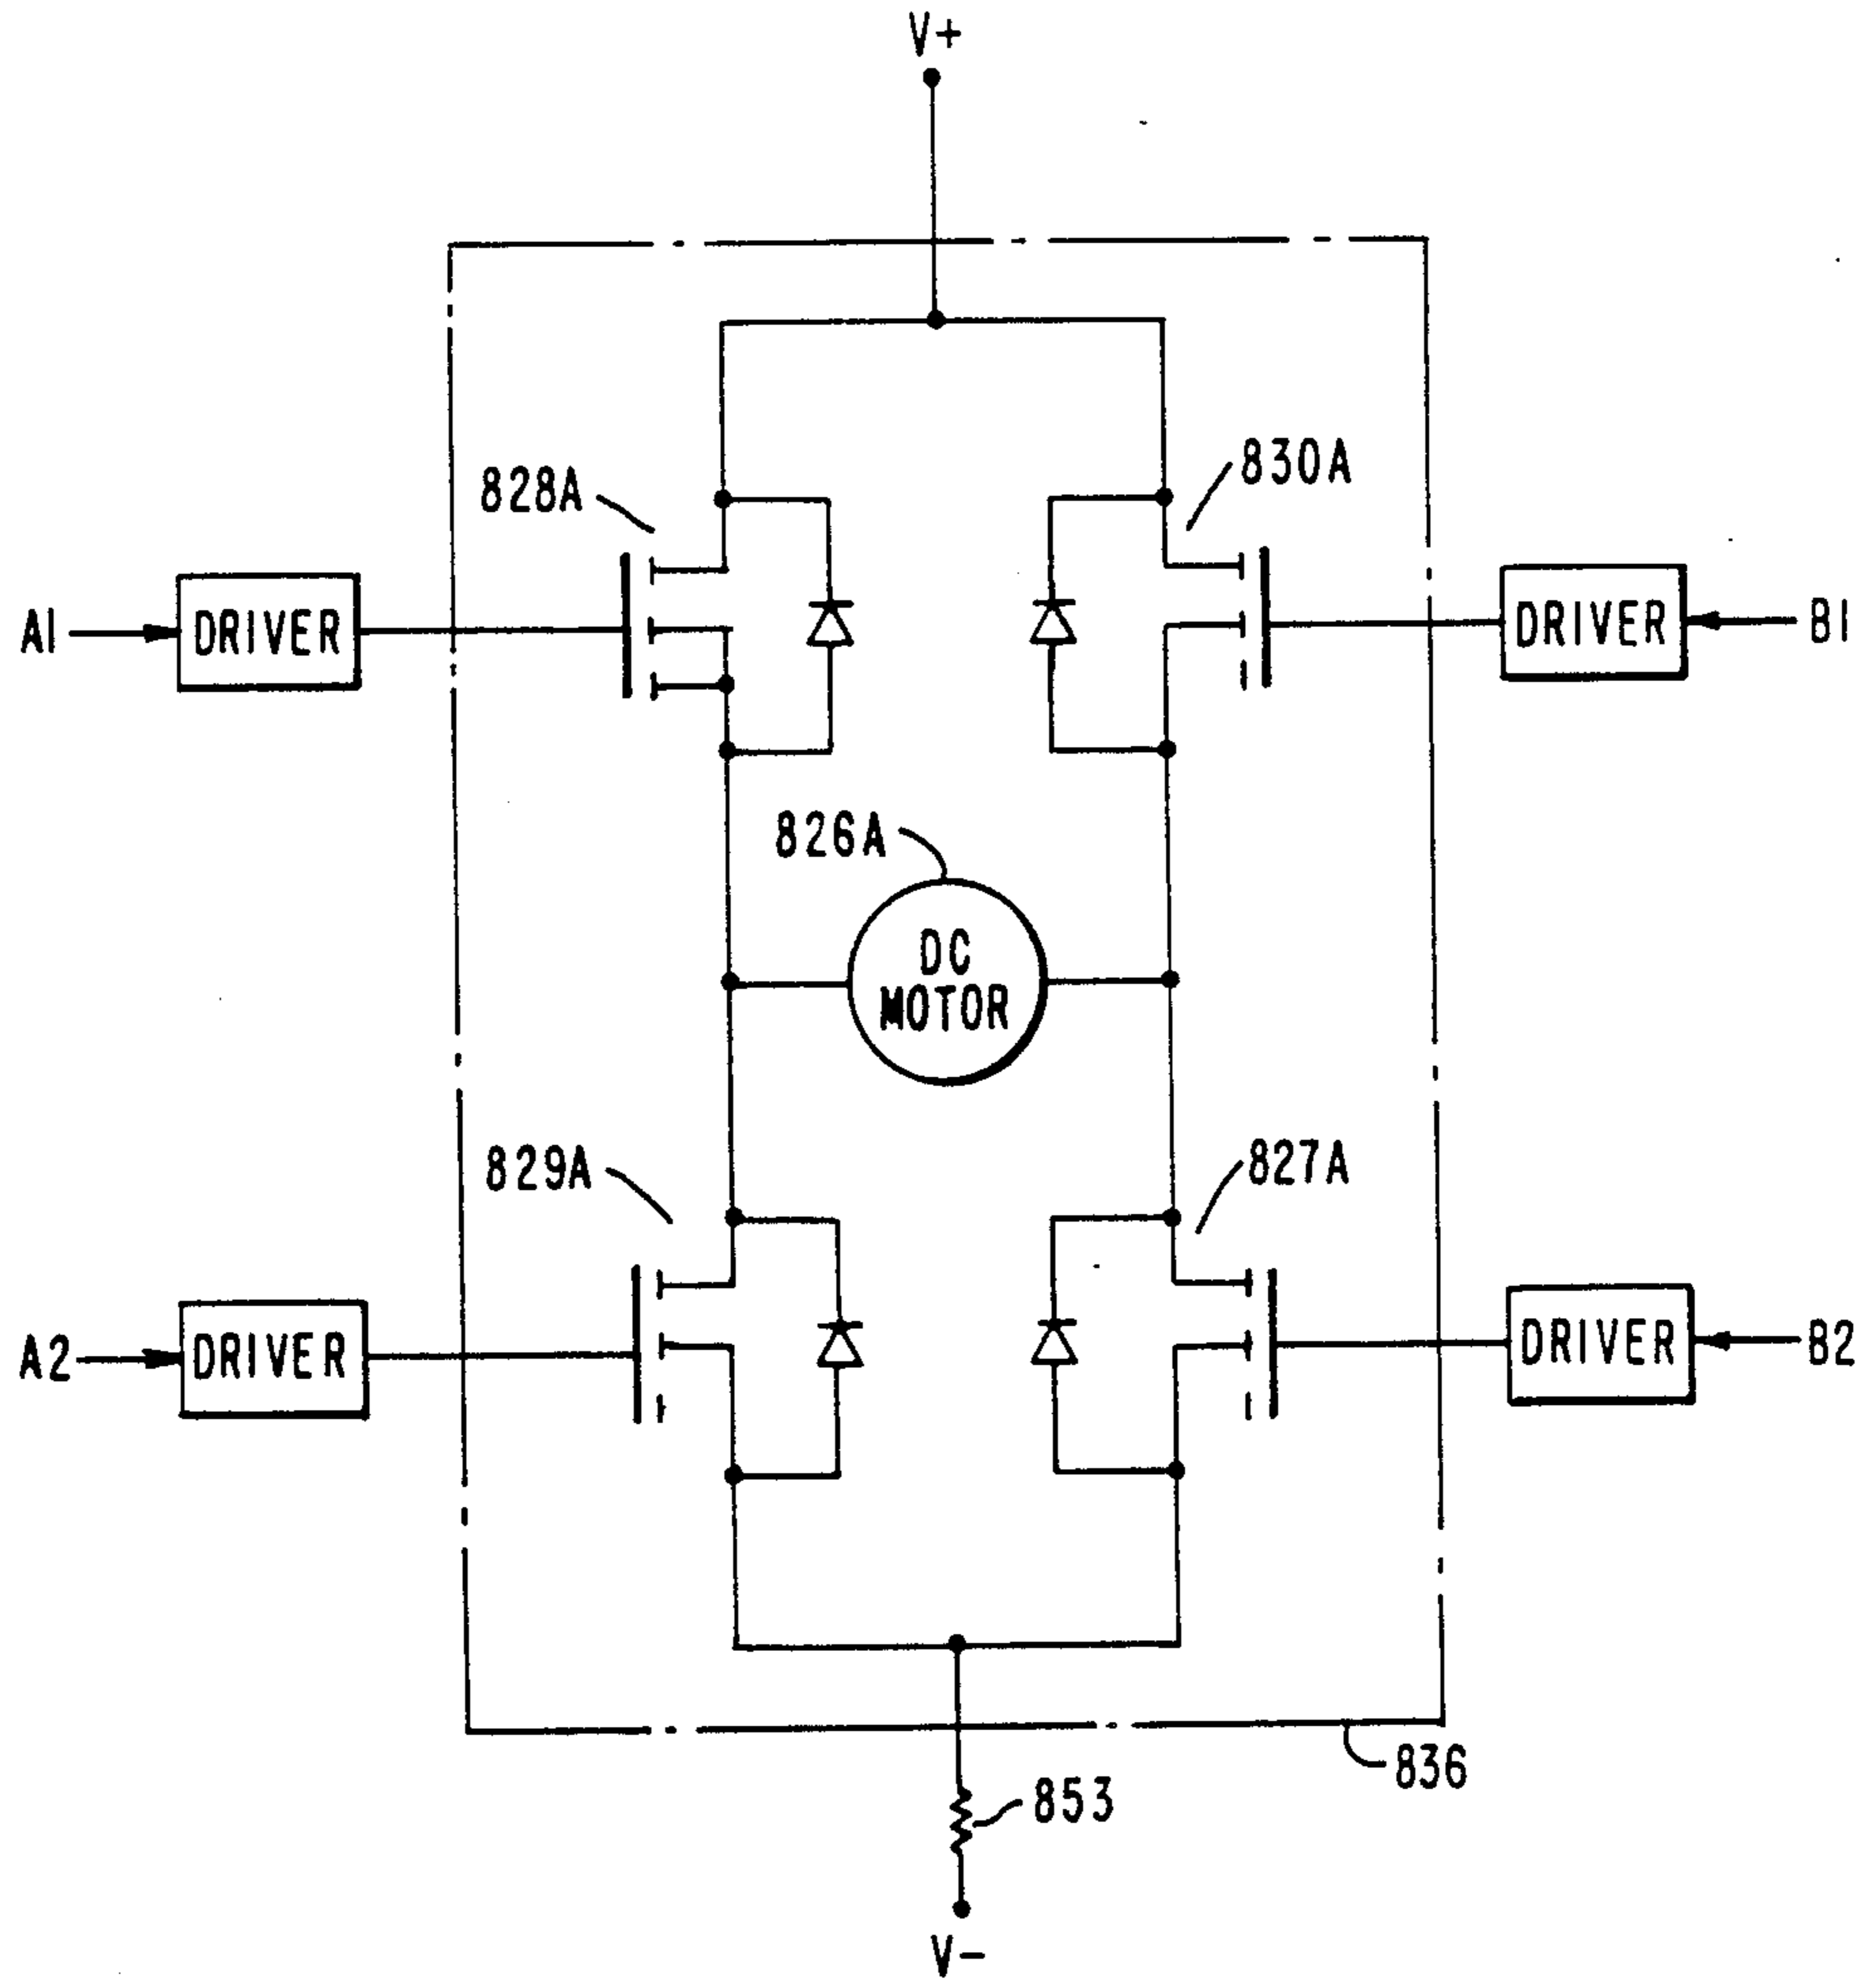 V+
828A
830A
A1
DRIVER
DRIVER
B1
826A
DC
MOTOR
829A
827A
A2
DRIVER
DRIVER
B2
836
853
V-